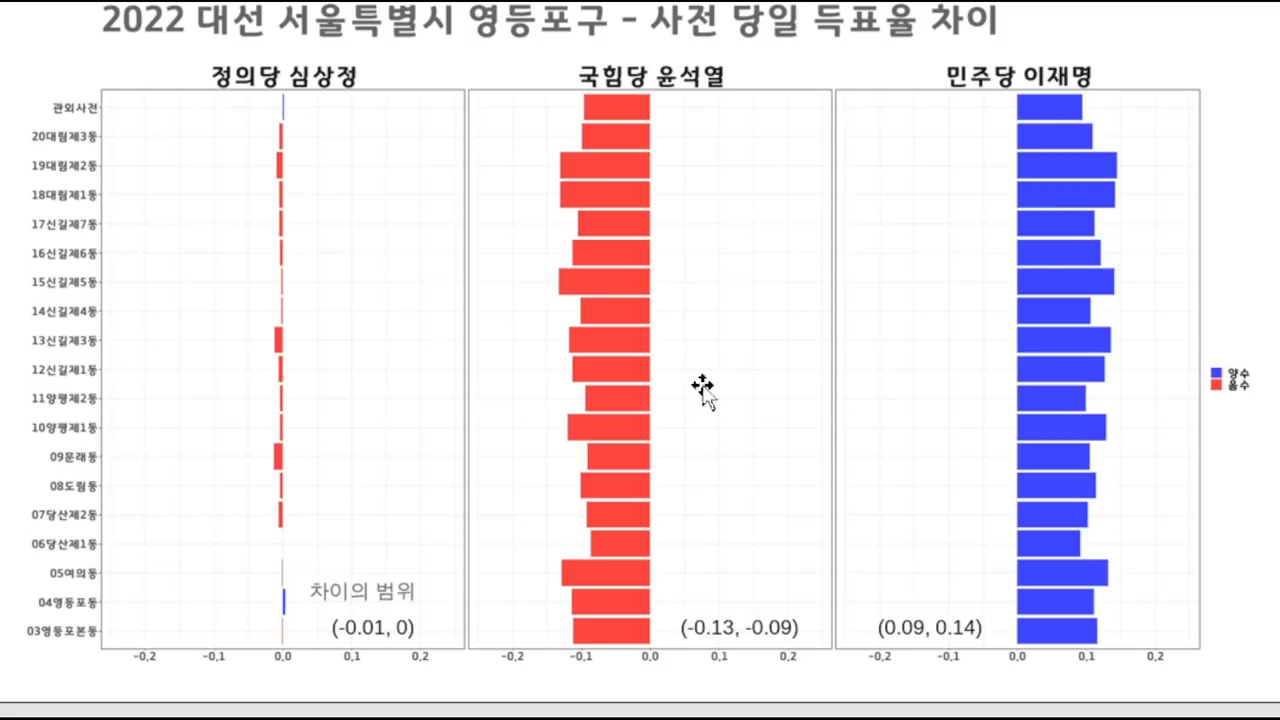 2022 대선 서울특별시 영등포구 - 사전 당일 득표율 차이
정의당 심상정
국힘당 윤석열
민주당 이재명
관외사전
20대림제3동
19대림제2동
18대림제1동
17신길제7동
16신길제6동
15신길제5동
14신길제4동
13신길제3동
12신길제1동
11양평제2동
10양평제1동
09문래동
08도림동
07당산제2동
06당산제1동
05여의동
04영등포동
03영등포본동
차이의 범위
(-0.01, 0)
(-0.13, -0.09)
(0.09, 0.14)
-0,2 -0,1 0,0 0,1 0,2
-0,2 -0,1 0,0 0,1 0,2
-0,2 -0,1 0,0 0,1 0,2
양수
음수